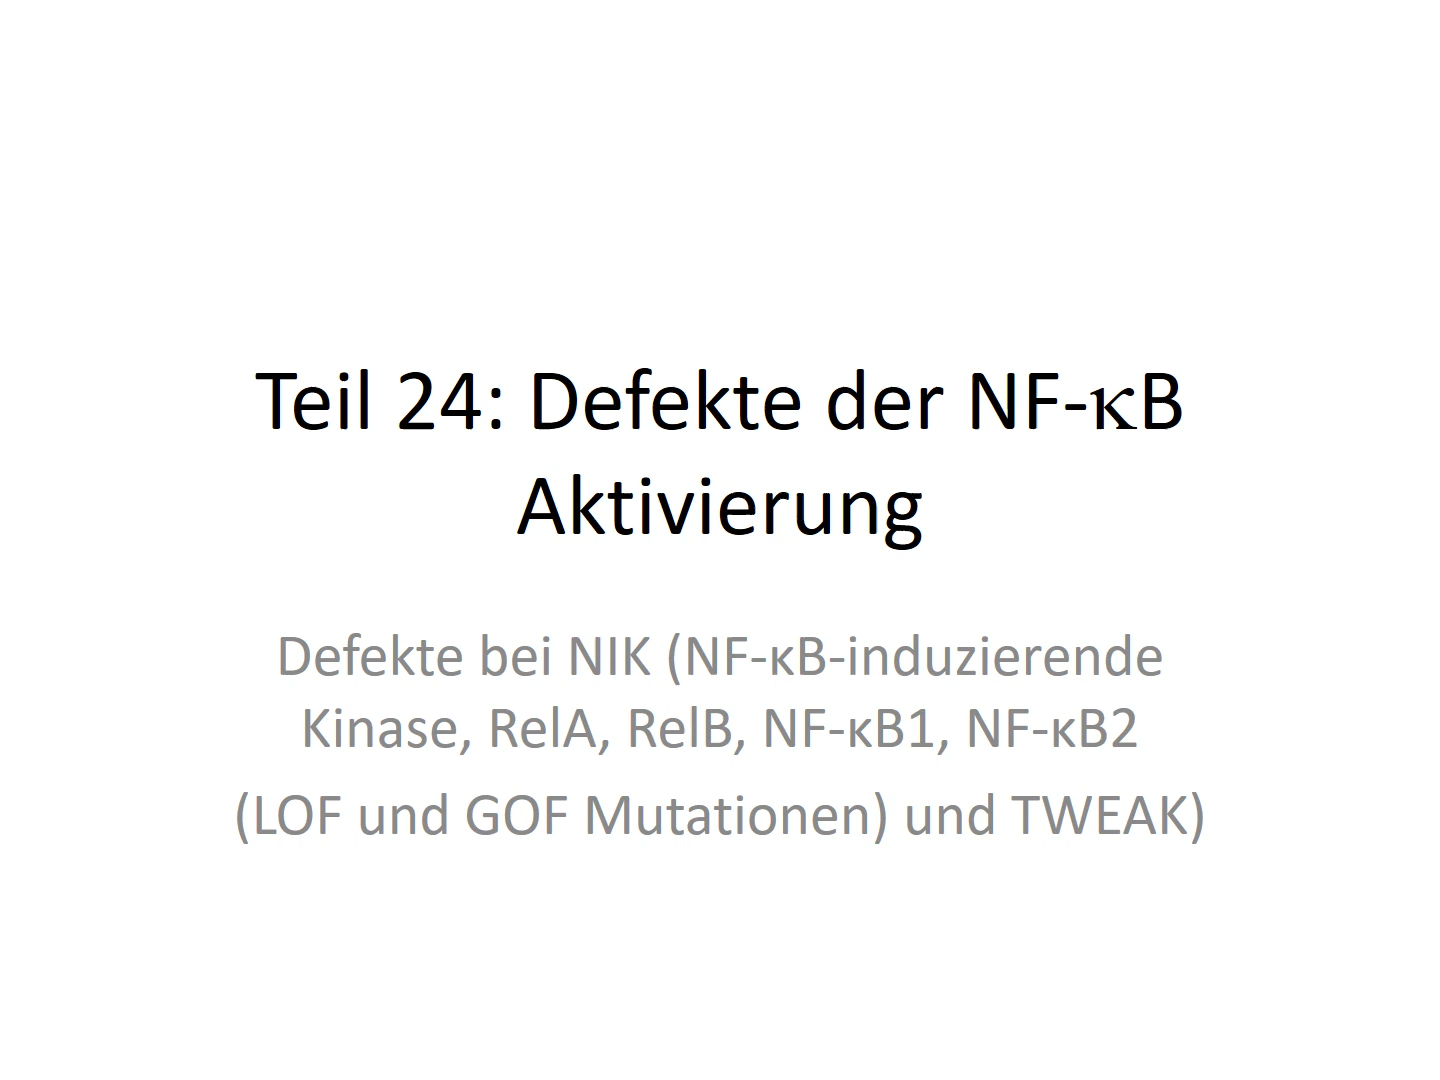 Teil 24: Defekte der NF-κB
Aktivierung
Defekte bei NIK (NF-κB-induzierende
Kinase, RelA, RelB, NF-κB1, NF-κB2
(LOF und GOF Mutationen) und TWEAK)